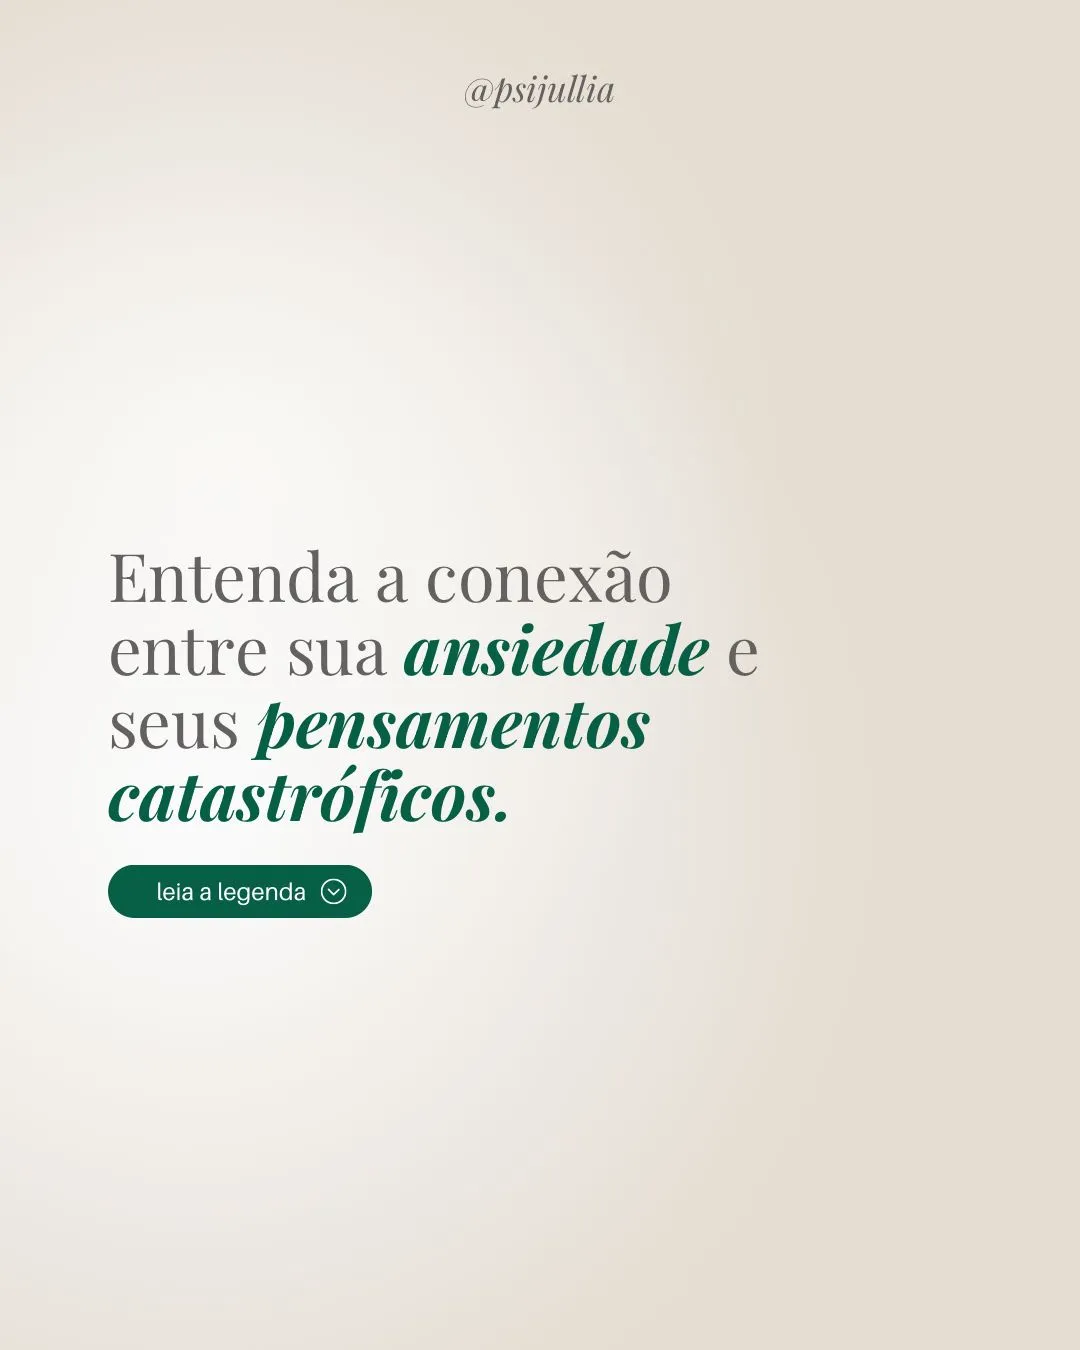 @psijullia
Entenda a conexão
entre sua ansiedade e
seus pensamentos
catastróficos.
leia a legenda